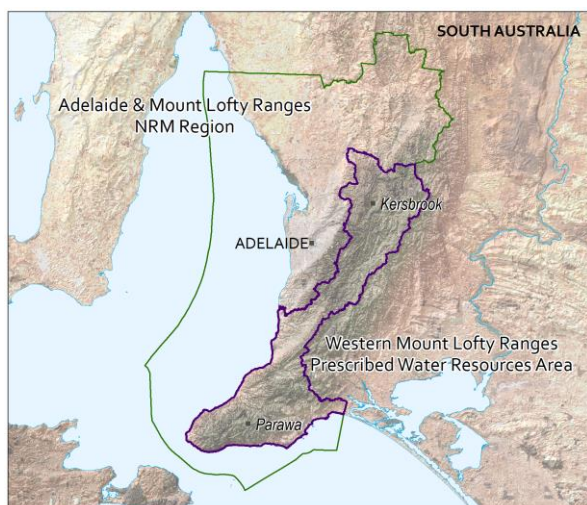 SOUTH AUSTRALIA
Adelaide & Mount Lofty Ranges
NRM Region
Kersbrook
ADELAIDE
Western Mount Lofty Ranges
Prescribed Water Resources Area
Parawa